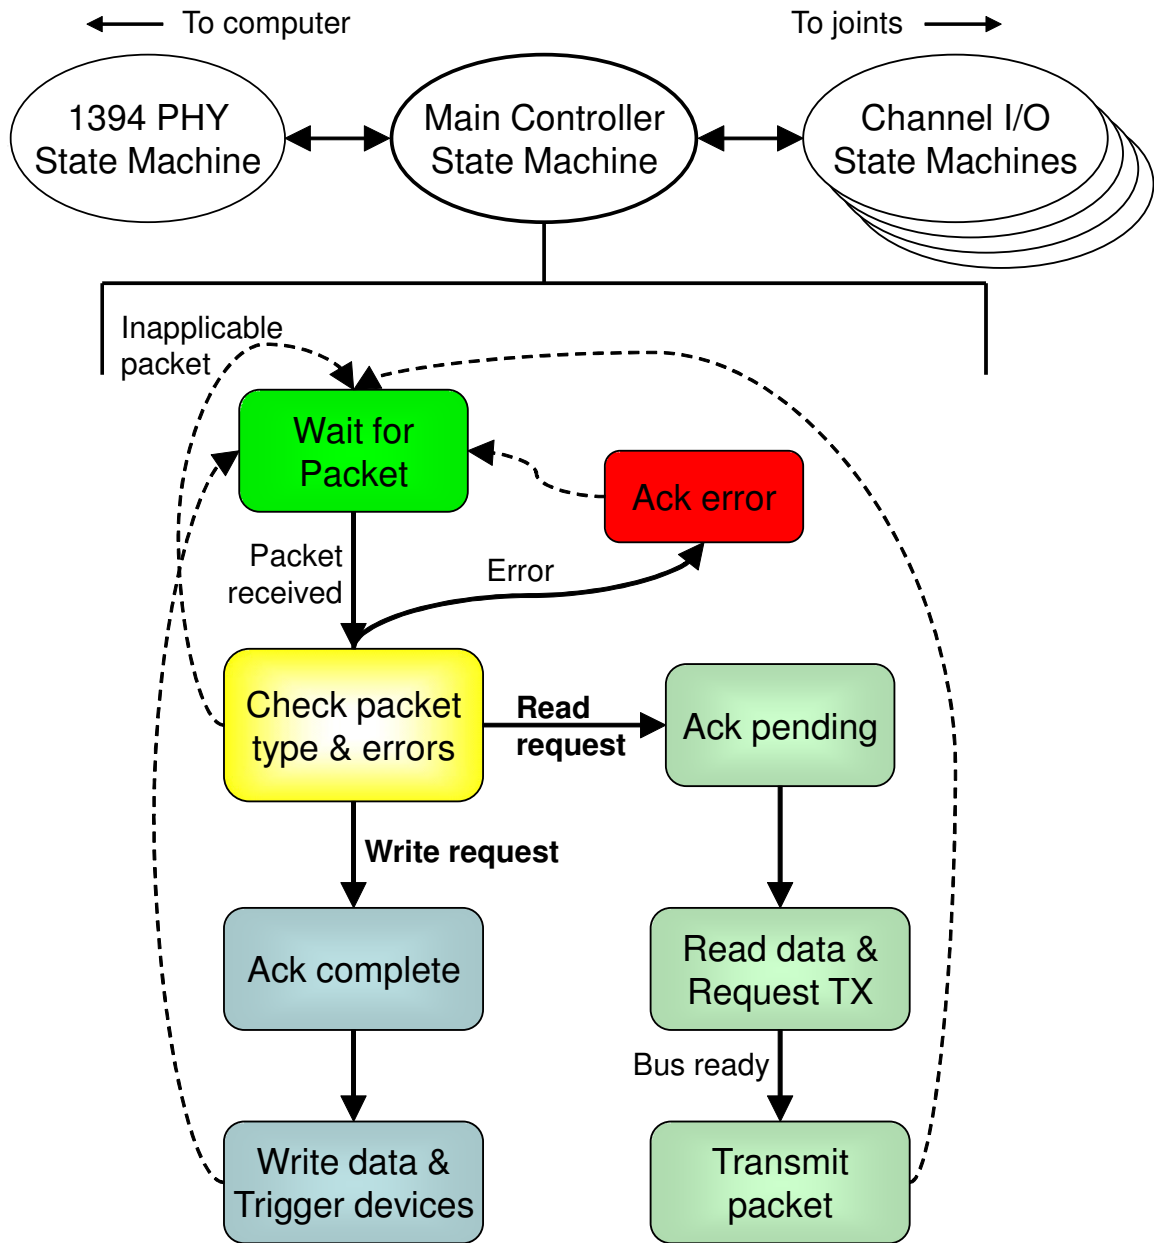 To computer
To joints
1394 PHY
State Machine
Main Controller
State Machine
Channel I/O
State Machines
Inapplicable
packet
Wait for
Packet
Ack error
Packet
received
Error
Check packet
type & errors
Read
request
Ack pending
Write request
Ack complete
Read data &
Request TX
Bus ready
Write data &
Trigger devices
Transmit
packet